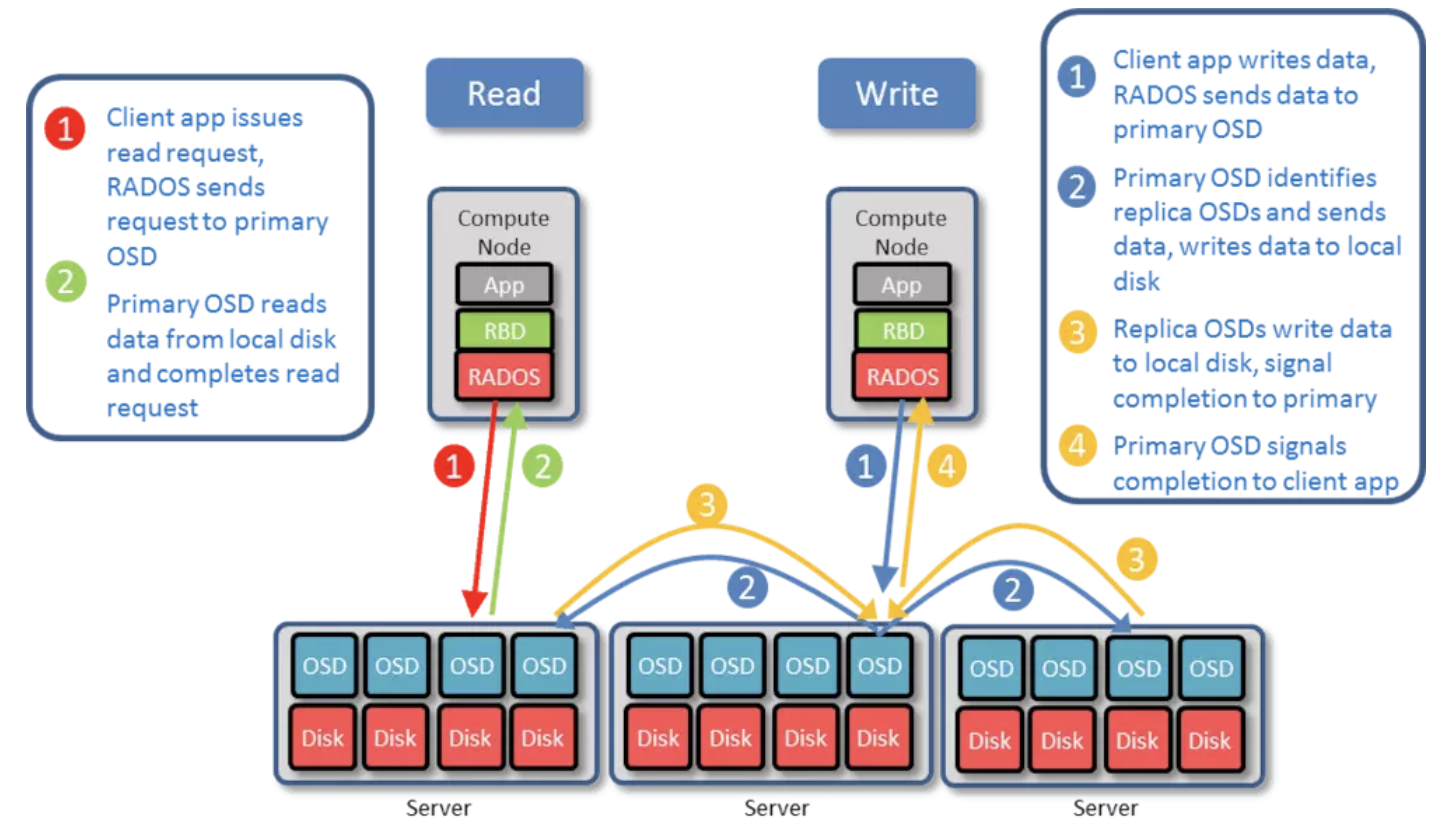 Read
Write
1
Client app issues
read request,
RADOS sends
request to primary
OSD
2
Primary OSD reads
data from local disk
and completes read
request
1
Client app writes data,
RADOS sends data to
primary OSD
2
Primary OSD identifies
replica OSDs and sends
data, writes data to local
disk
3
Replica OSDs write data
to local disk, signal
completion to primary
4
Primary OSD signals
completion to client app
Compute
Node
App
RBD
RADOS
Compute
Node
App
RBD
RADOS
1
2
1
4
3
2
2
3
OSD OSD OSD OSD
Disk Disk Disk Disk
Server
OSD OSD OSD OSD
Disk Disk Disk Disk
Server
OSD OSD OSD OSD
Disk Disk Disk Disk
Server